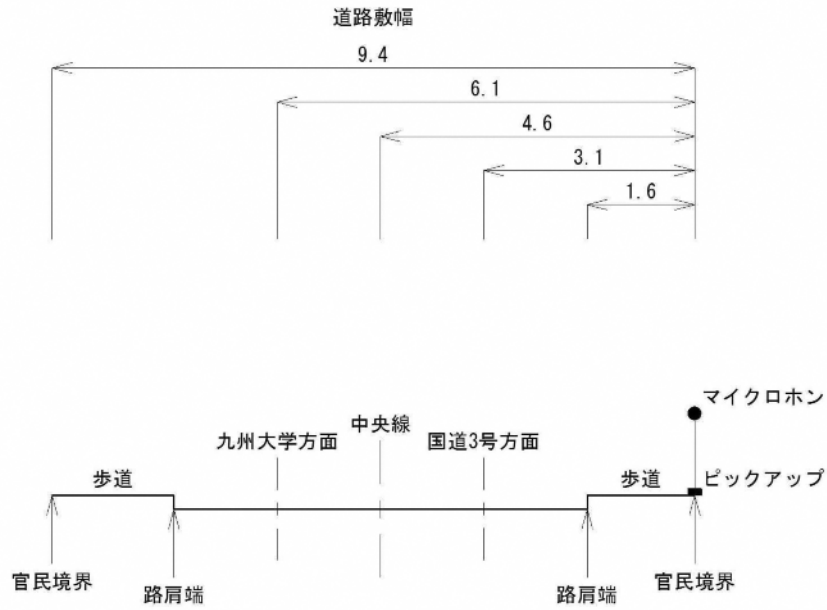 道路敷幅
9.4
6.1
4.6
3.1
1.6
マイクロホン
中央線
九州大学方面
国道3号方面
歩道
歩道
ピックアップ
官民境界
路肩端
路肩端
官民境界